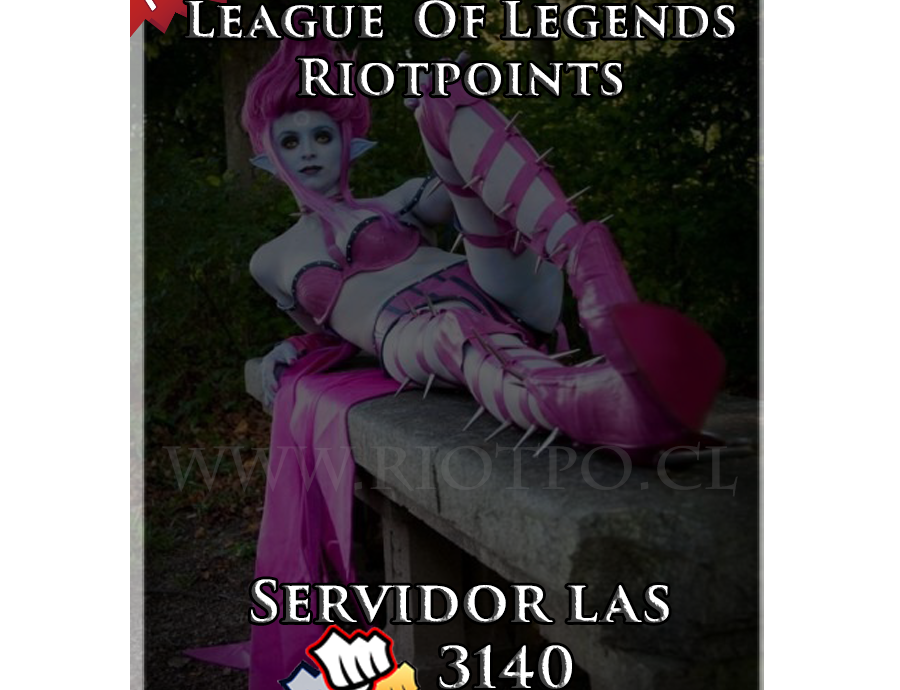 League Of Legends
Riotpoints
www.riotpo.cl
Servidor LAS
3140